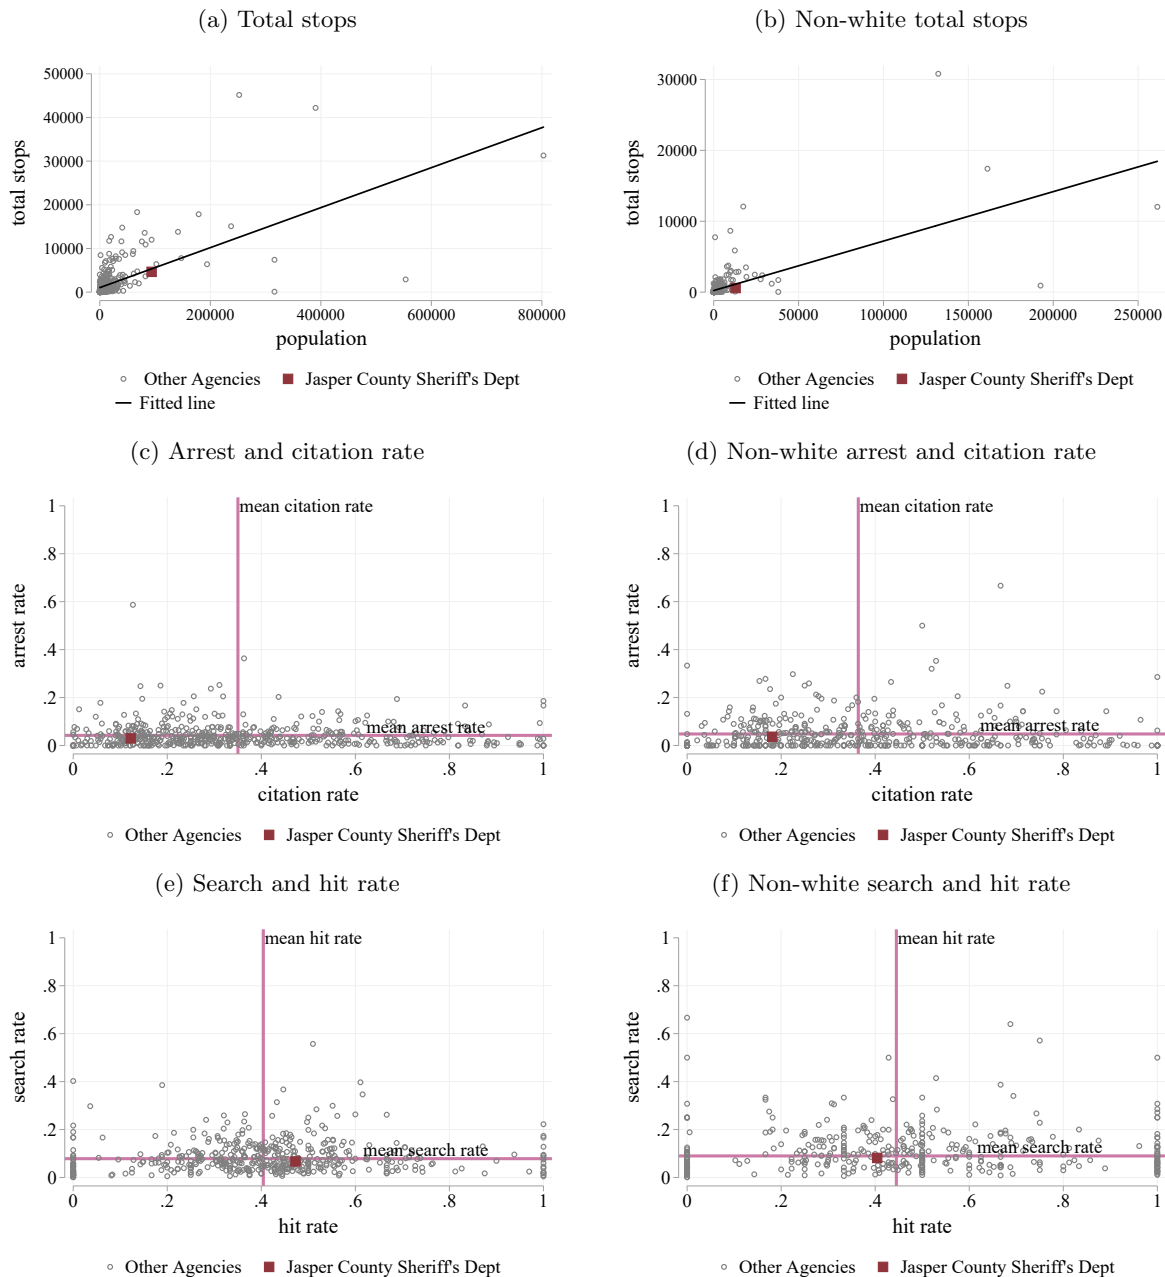 (a) Total stops
(b) Non-white total stops
50000
40000
30000
20000
10000
0
total stops
0 200000 400000 600000 800000
population
Other Agencies Jasper County Sheriff's Dept
Fitted line
30000
20000
10000
0
total stops
0 50000 100000 150000 200000 250000
population
Other Agencies Jasper County Sheriff's Dept
Fitted line
(c) Arrest and citation rate
(d) Non-white arrest and citation rate
1
.8
.6
.4
.2
0
arrest rate
mean citation rate
mean arrest rate
0 .2 .4 .6 .8 1
citation rate
Other Agencies Jasper County Sheriff's Dept
1
.8
.6
.4
.2
0
arrest rate
mean citation rate
mean arrest rate
0 .2 .4 .6 .8 1
citation rate
Other Agencies Jasper County Sheriff's Dept
(e) Search and hit rate
(f) Non-white search and hit rate
1
.8
.6
.4
.2
0
search rate
mean hit rate
mean search rate
0 .2 .4 .6 .8 1
hit rate
Other Agencies Jasper County Sheriff's Dept
1
.8
.6
.4
.2
0
search rate
mean hit rate
mean search rate
0 .2 .4 .6 .8 1
hit rate
Other Agencies Jasper County Sheriff's Dept